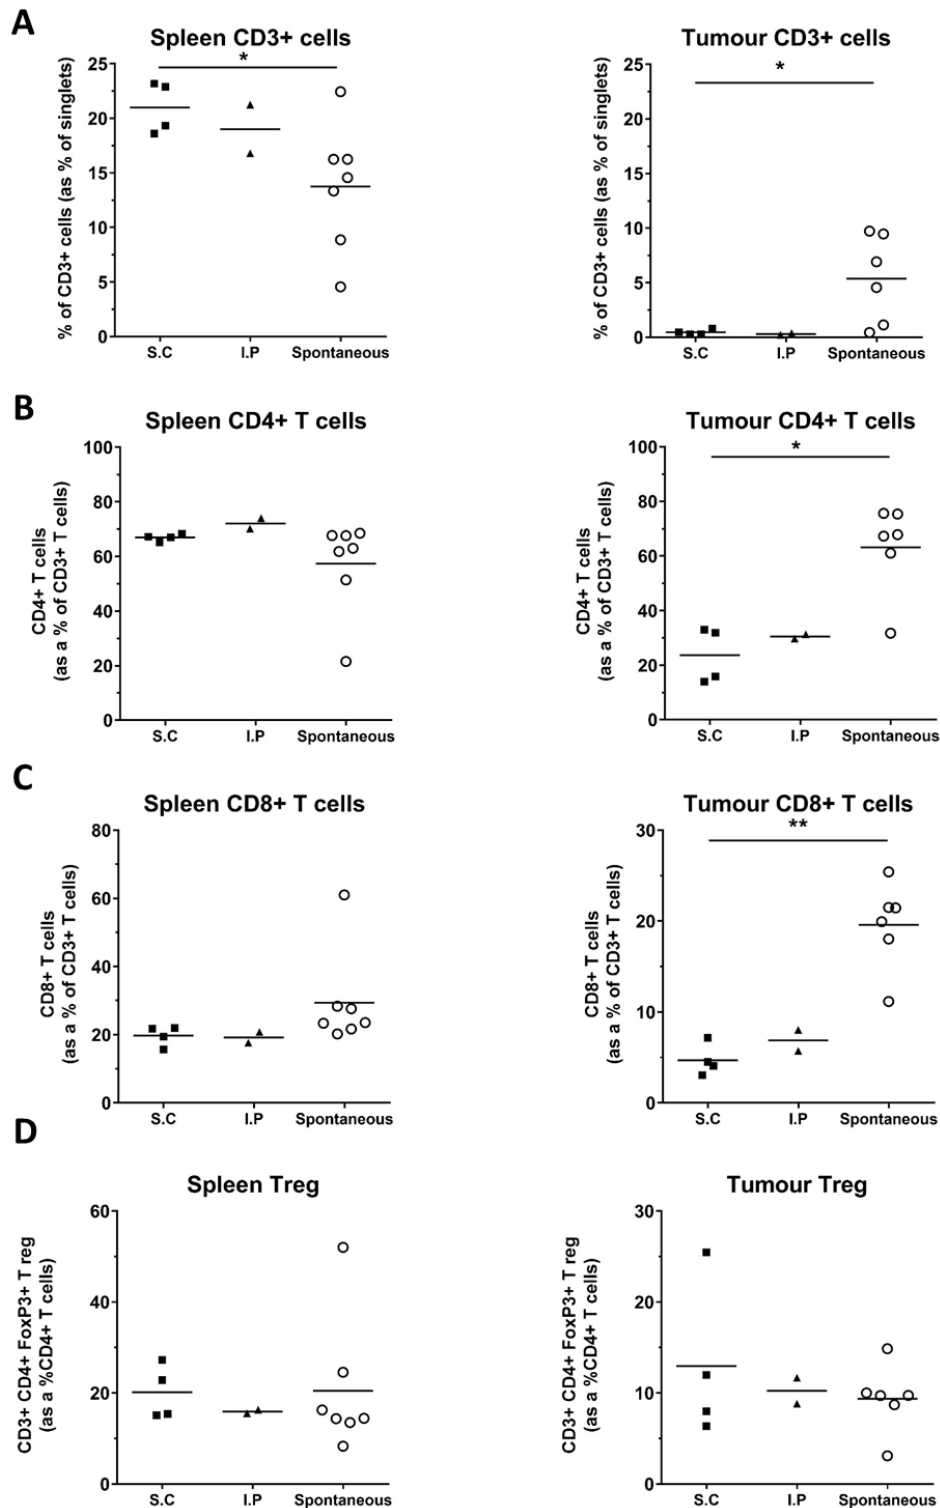 A
Spleen CD3+ cells
% of CD3+ cells (as % of singlets)
25
20
15
10
5
0
*
S.C I.P Spontaneous
Tumour CD3+ cells
% of CD3+ cells (as % of singlets)
25
20
15
10
5
0
*
S.C I.P Spontaneous
B
Spleen CD4+ T cells
CD4+ T cells
(as a % of CD3+ T cells)
100
80
60
40
20
0
S.C I.P Spontaneous
Tumour CD4+ T cells
CD4+ T cells
(as a % of CD3+ T cells)
100
80
60
40
20
0
*
S.C I.P Spontaneous
C
Spleen CD8+ T cells
CD8+ T cells
(as a % of CD3+ T cells)
80
60
40
20
0
S.C I.P Spontaneous
Tumour CD8+ T cells
CD8+ T cells
(as a % of CD3+ T cells)
30
20
10
0
**
S.C I.P Spontaneous
D
Spleen Treg
CD3+ CD4+ FoxP3+ T reg
(as a %CD4+ T cells)
60
40
20
0
S.C I.P Spontaneous
Tumour Treg
CD3+ CD4+ FoxP3+ T reg
(as a %CD4+ T cells)
30
20
10
0
S.C I.P Spontaneous